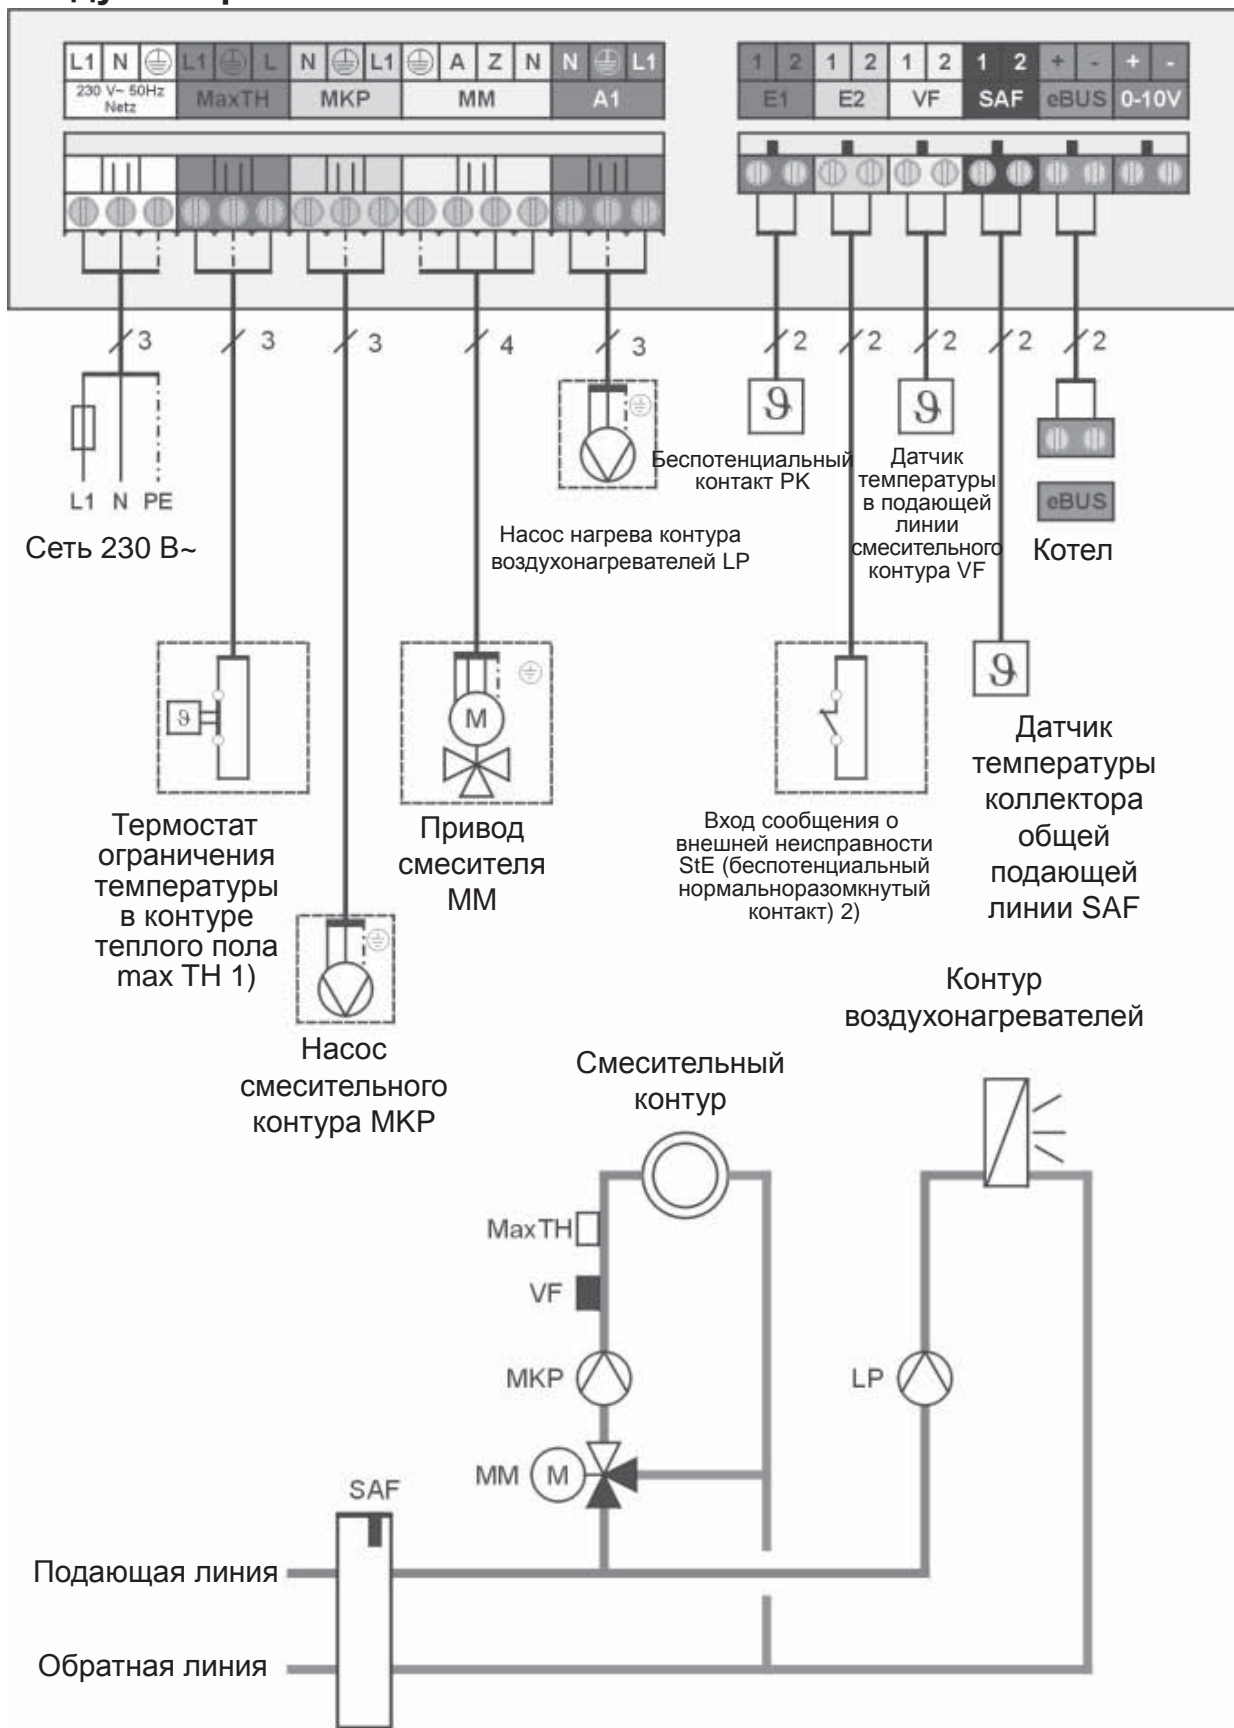 L1 N L1 L N L1 A Z N N L1 1 2 1 2 1 2 1 2 + - + -
230 V~ 50Hz
Netz
MaxTH MKP MM A1 E1 E2 VF SAF eBUS 0-10V
3 3 3 4 3 2 2 2 2 2
L1 N PE
Сеть 230 В~
Насос нагрева контура
воздухонагревателей LP
ϑ
Беспотенциальный
контакт PK
ϑ
Датчик
температуры
в подающей
линии
смесительного
контура VF
eBUS
Котел
ϑ
Термостат
ограничения
температуры
в контуре
теплого пола
max TH 1)
M
Привод
смесителя
MM
Вход сообщения о
внешней неисправности
StE (беспотенциальный
нормальноразомкнутый
контакт) 2)
ϑ
Датчик
температуры
коллектора
общей
подающей
линии SAF
Насос
смесительного
контура MKP
Смесительный
контур
Контур
воздухонагревателей
MaxTH
VF
MKP
LP
MM M
SAF
Подающая линия
Обратная линия